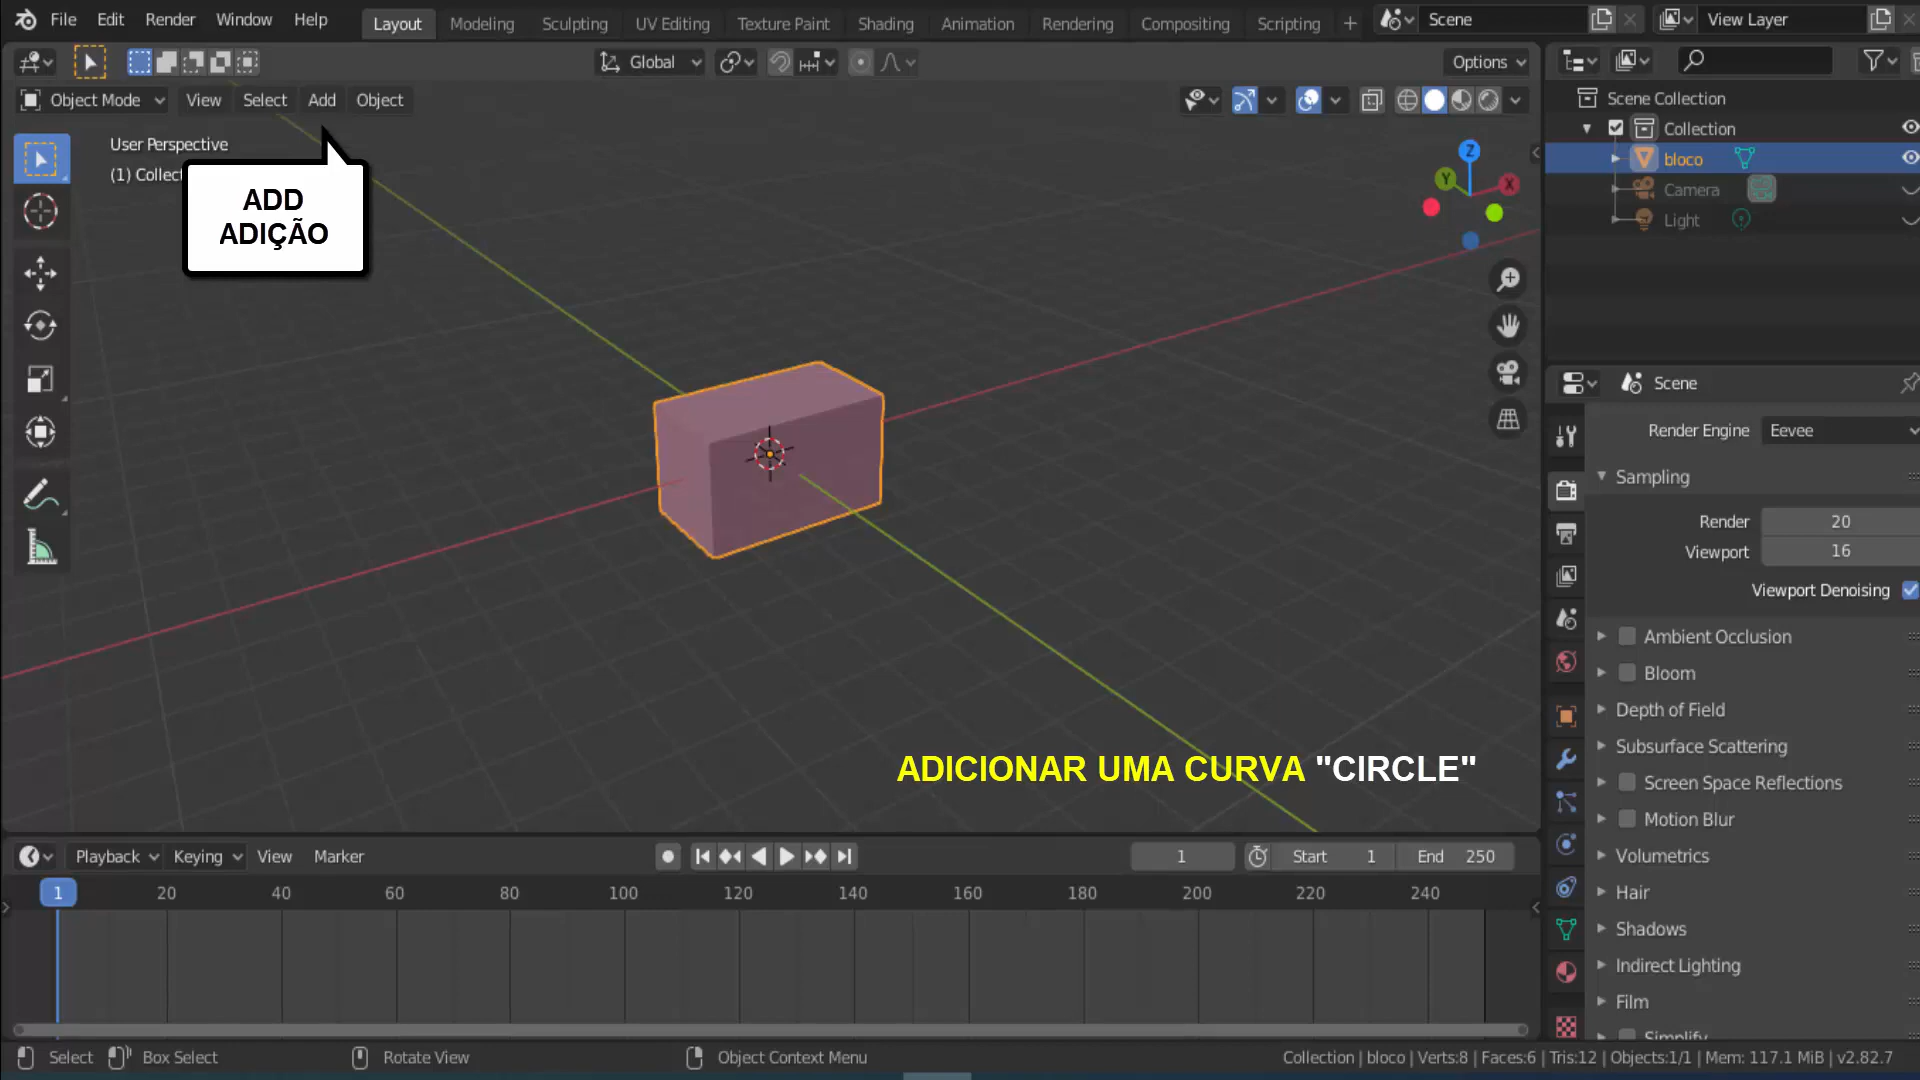 File Edit Render Window Help
Layout Modeling Sculpting UV Editing Texture Paint Shading Animation Rendering Compositing Scripting +
Scene
View Layer
Global
Options
Object Mode View Select Add Object
User Perspective
(1) Collect
ADD
ADIÇÃO
Z
Y
X
Scene Collection
Collection
bloco
Camera
Light
Scene
Render Engine Eevee
Sampling
Render 20
Viewport 16
Viewport Denoising
Ambient Occlusion
Bloom
Depth of Field
Subsurface Scattering
Screen Space Reflections
Motion Blur
Volumetrics
Hair
Shadows
Indirect Lighting
Film
Simplify
ADICIONAR UMA CURVA "CIRCLE"
Playback Keying View Marker
1 Start 1 End 250
1 20 40 60 80 100 120 140 160 180 200 220 240
Select Box Select Rotate View Object Context Menu
Collection | bloco | Verts:8 | Faces:6 | Tris:12 | Objects:1/1 | Mem: 117.1 MiB | v2.82.7